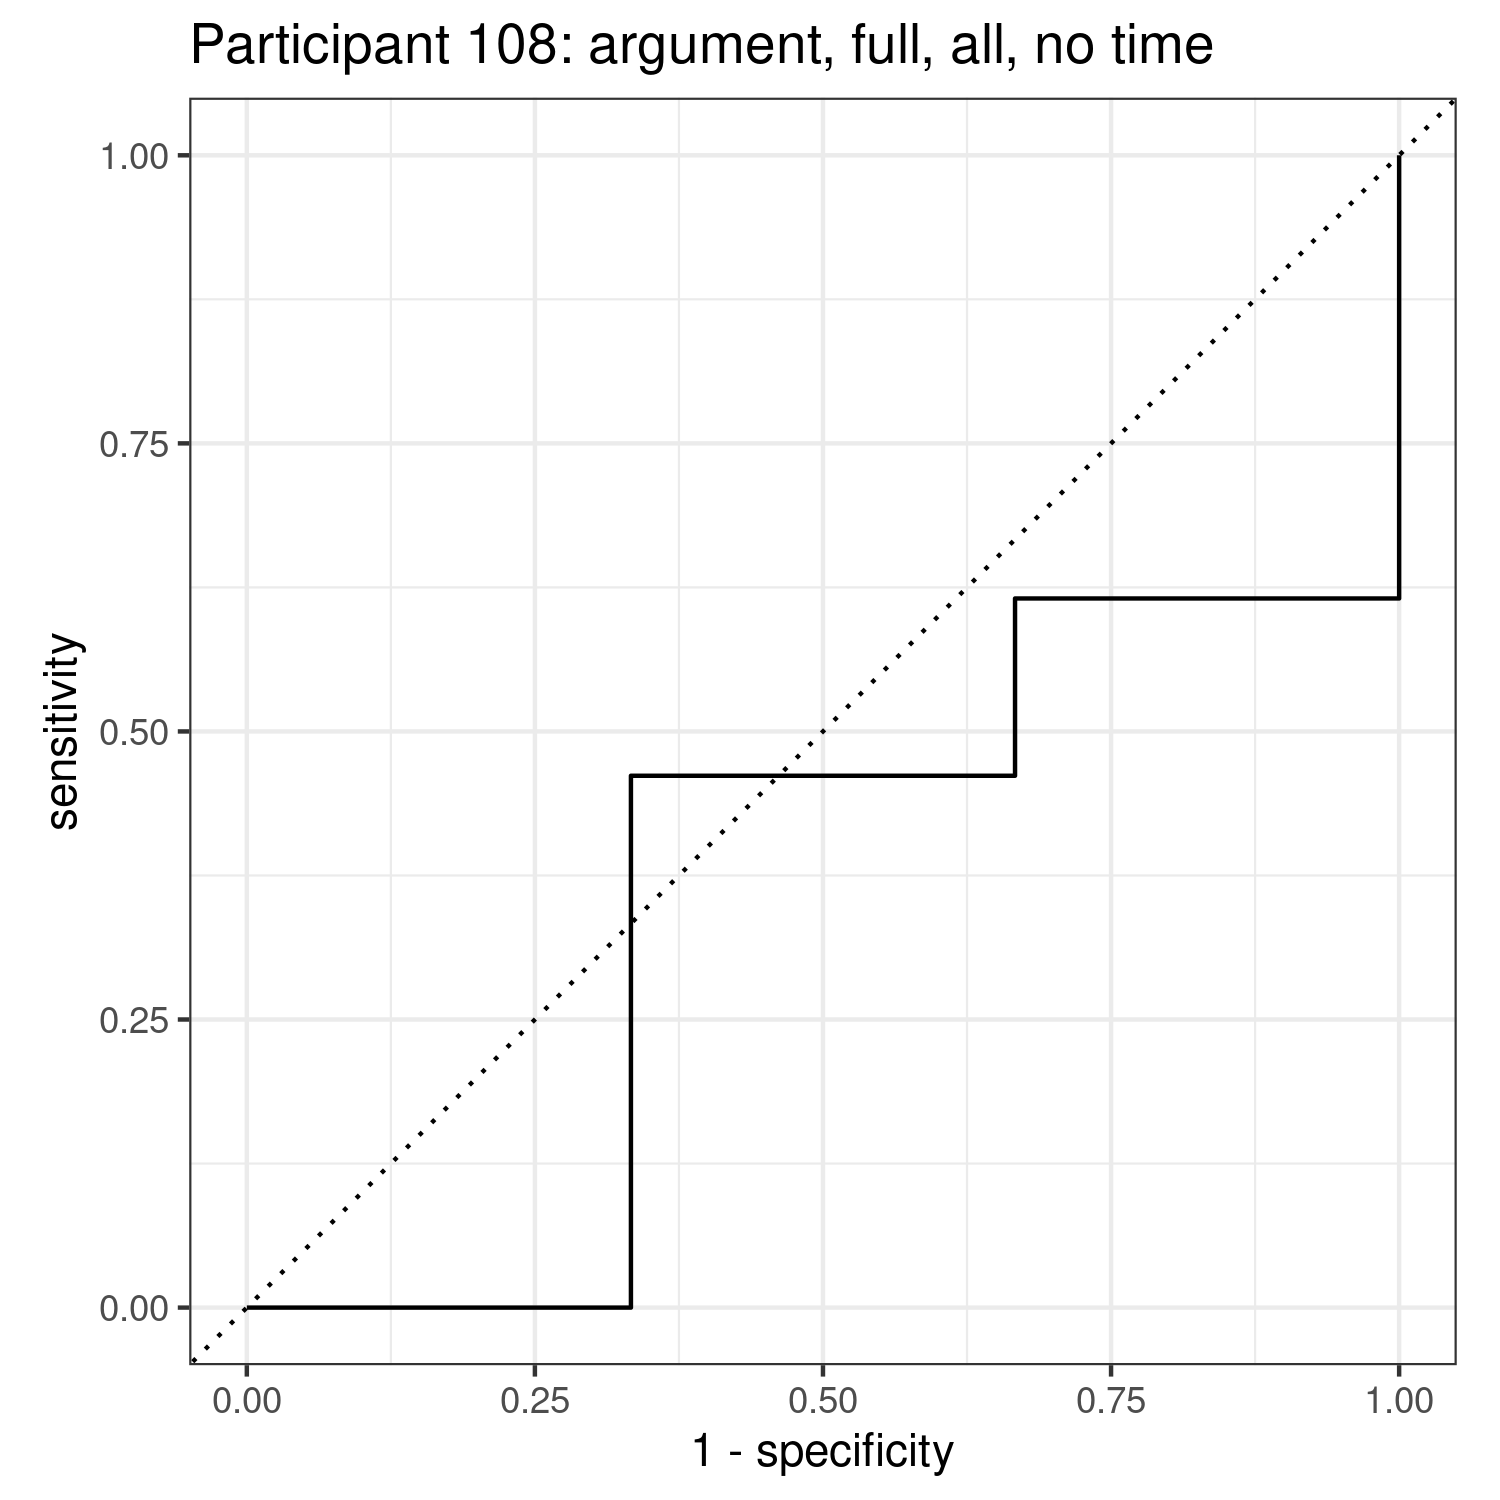 Participant 108: argument, full, all, no time
1.00
0.75
0.50
0.25
0.00
sensitivity
0.00 0.25 0.50 0.75 1.00
1 - specificity